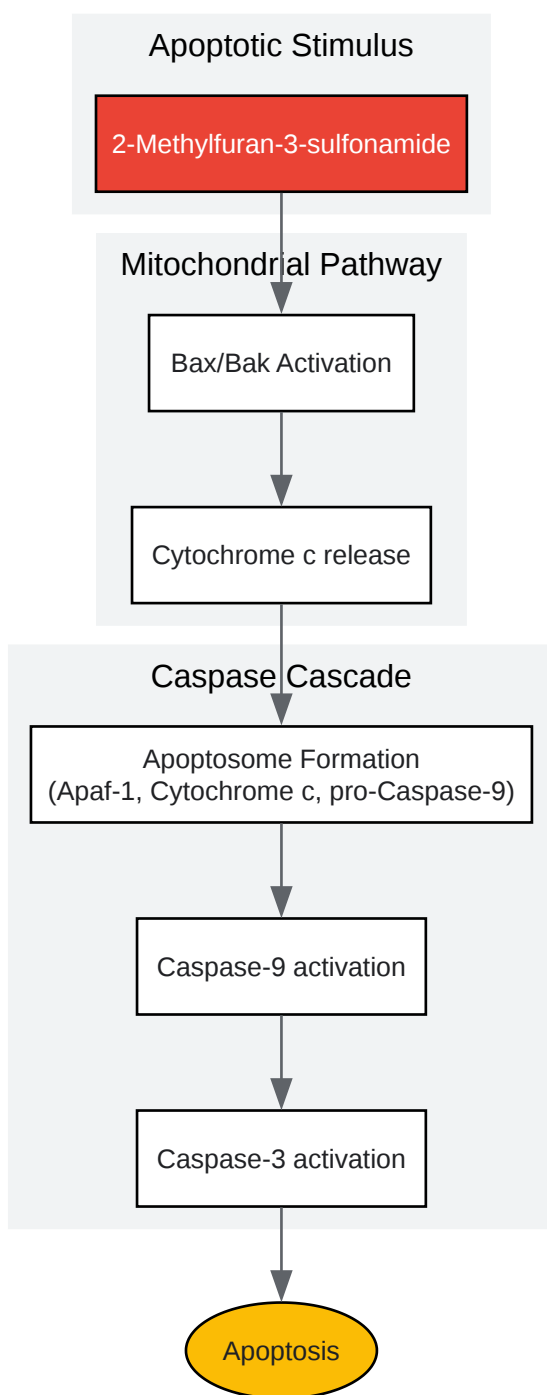 Apoptotic Stimulus
2-Methylfuran-3-sulfonamide
Mitochondrial Pathway
Bax/Bak Activation
Cytochrome c release
Caspase Cascade
Apoptosome Formation
(Apaf-1, Cytochrome c, pro-Caspase-9)
Caspase-9 activation
Caspase-3 activation
Apoptosis